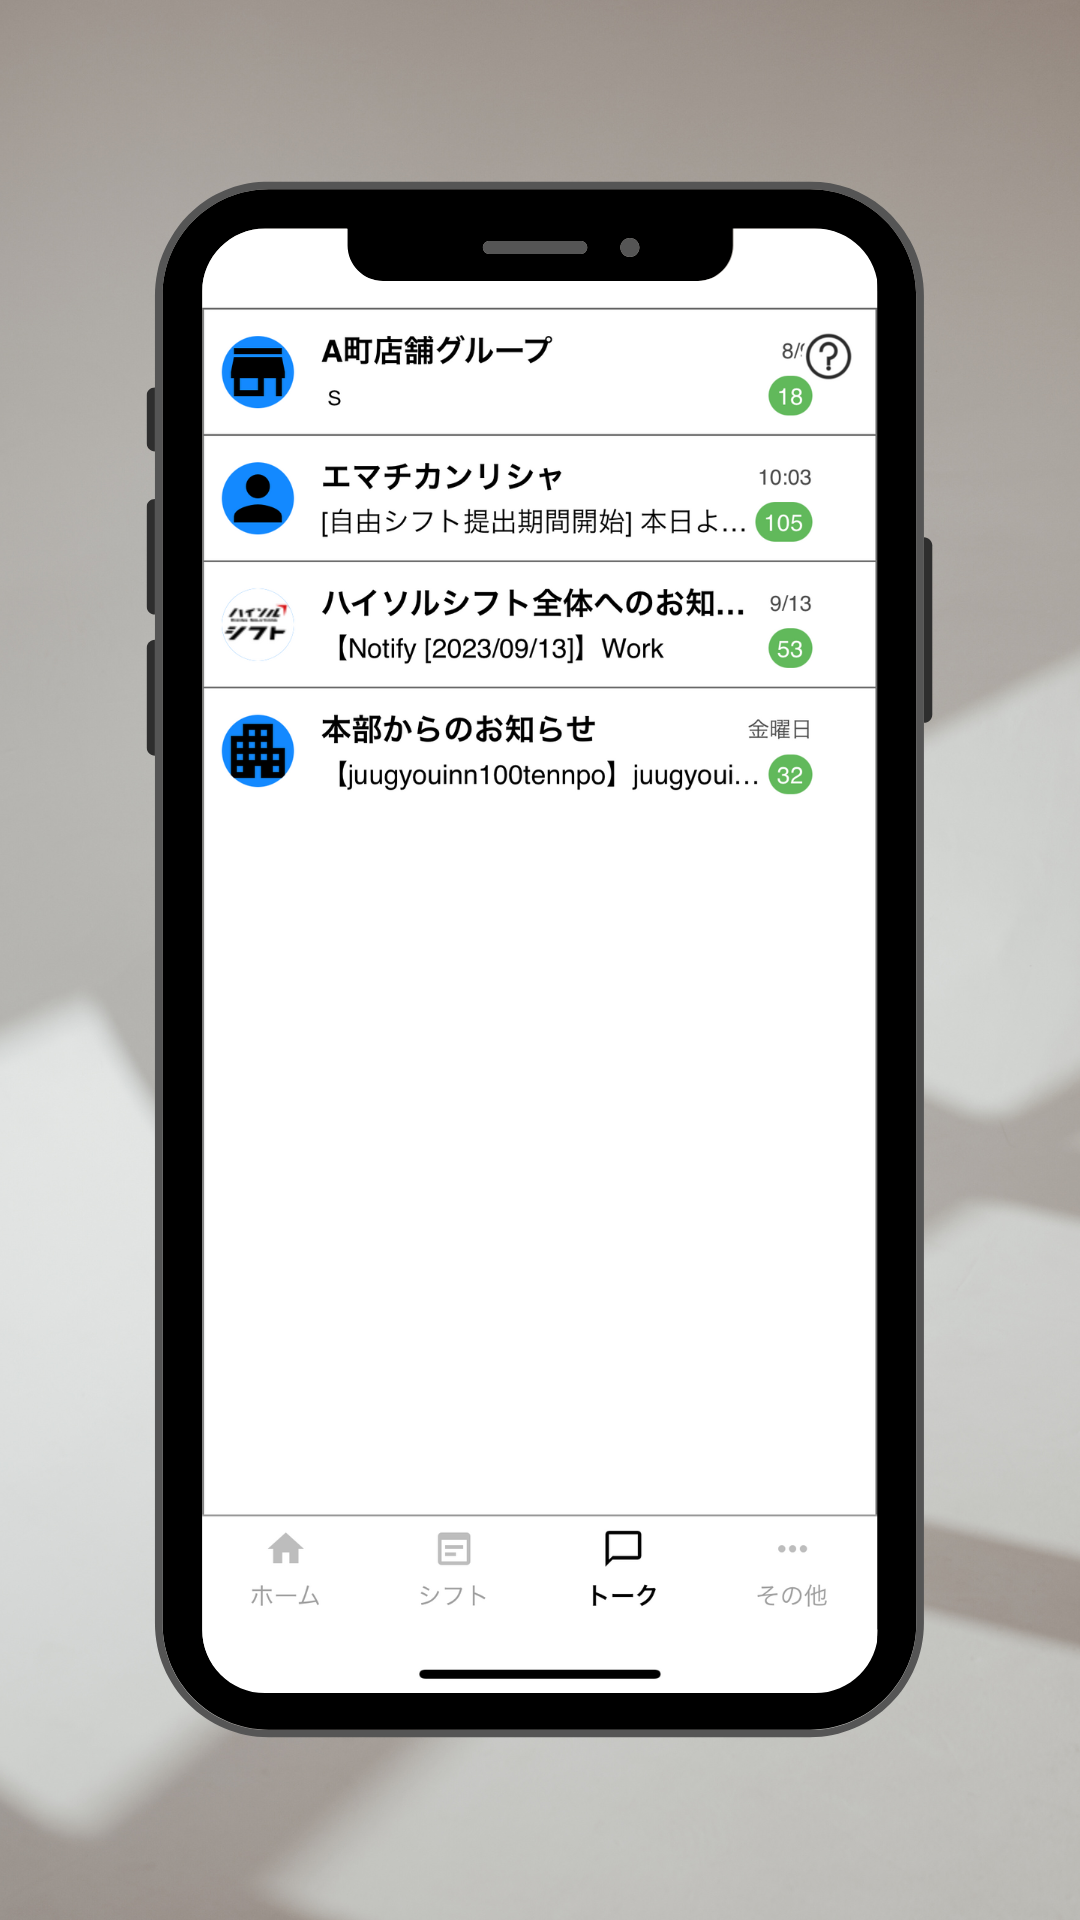 A町店舗グループ
8/
s
18
エマチカンリシャ
10:03
[自由シフト提出期間開始] 本日よ...
105
ハイソル
シフト
ハイソルシフト全体へのお知...
9/13
【Notify [2023/09/13]】Work
53
本部からのお知らせ
金曜日
【juugyouinn100tennpo】juugyoui...
32
ホーム
シフト
トーク
その他